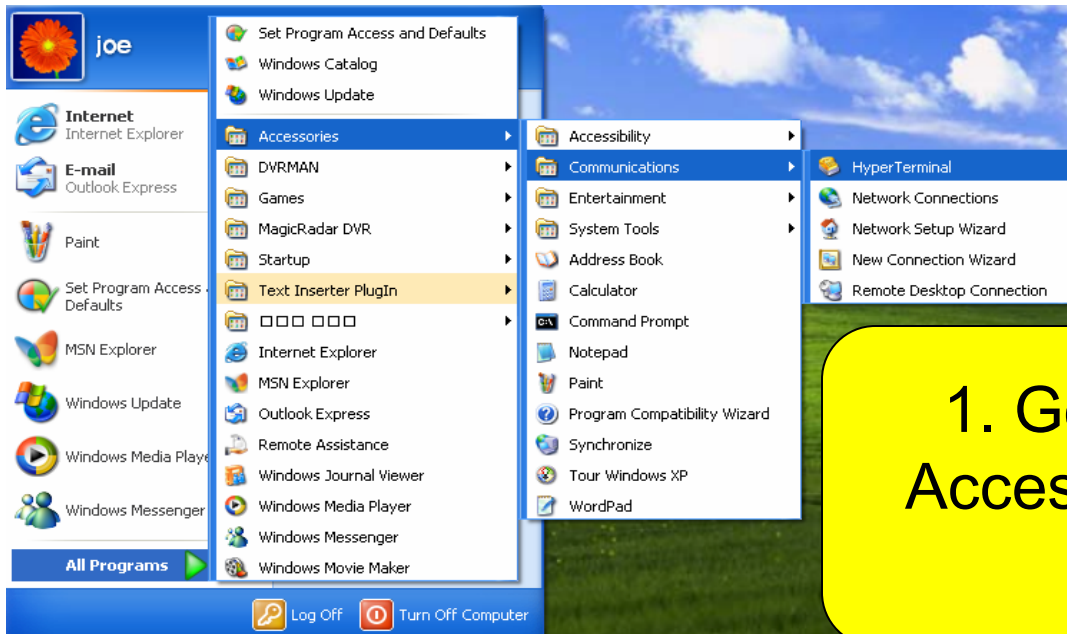 joe
Internet
Internet Explorer
E-mail
Outlook Express
Paint
Set Program Access
Defaults
MSN Explorer
Windows Update
Windows Media Playe
Windows Messenger
All Programs
Set Program Access and Defaults
Windows Catalog
Windows Update
Accessories
DVRMAN
Games
MagicRadar DVR
Startup
Text Inserter PlugIn
□□□ □□□
Internet Explorer
MSN Explorer
Outlook Express
Remote Assistance
Windows Journal Viewer
Windows Media Player
Windows Messenger
Windows Movie Maker
Accessibility
Communications
Entertainment
System Tools
Address Book
Calculator
C:\
Command Prompt
Notepad
Paint
Program Compatibility Wizard
Synchronize
Tour Windows XP
WordPad
HyperTerminal
Network Connections
Network Setup Wizard
New Connection Wizard
Remote Desktop Connection
Log Off
Turn Off Computer
1. G
Acces